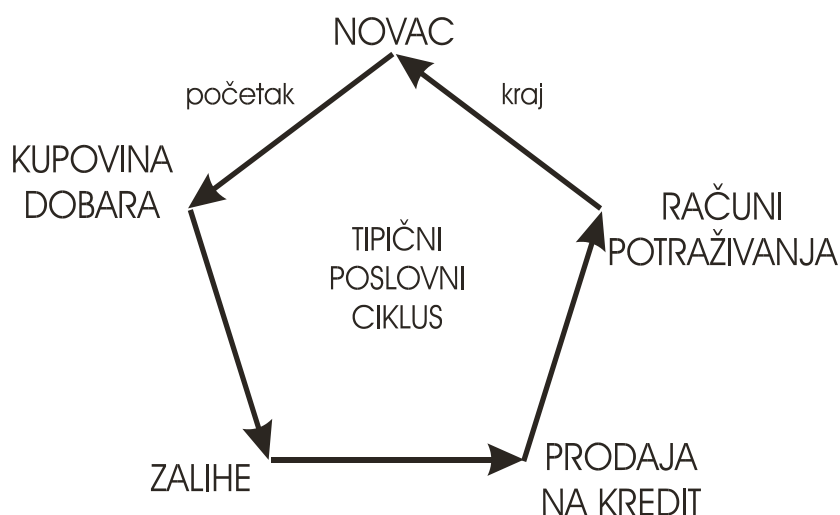 NOVAC
početak
kraj
KUPOVINA
DOBARA
RAČUNI
POTRAŽIVANJA
TIPIČNI
POSLOVNI
CIKLUS
ZALIHE
PRODAJA
NA KREDIT